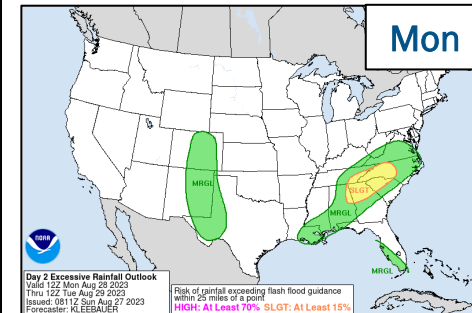 Mon
MRGL
SLGT
MRGL
MRGL
NOAA
Day 2 Excessive Rainfall Outlook
Valid 12Z Mon Aug 28 2023
Thru 12Z Tue Aug 29 2023
Issued: 0811Z Sun Aug 27 2023
Forecaster: KLEEBAUER
Risk of rainfall exceeding flash flood guidance
within 25 miles of a point
HIGH: At Least 70% SLGT: At Least 15%